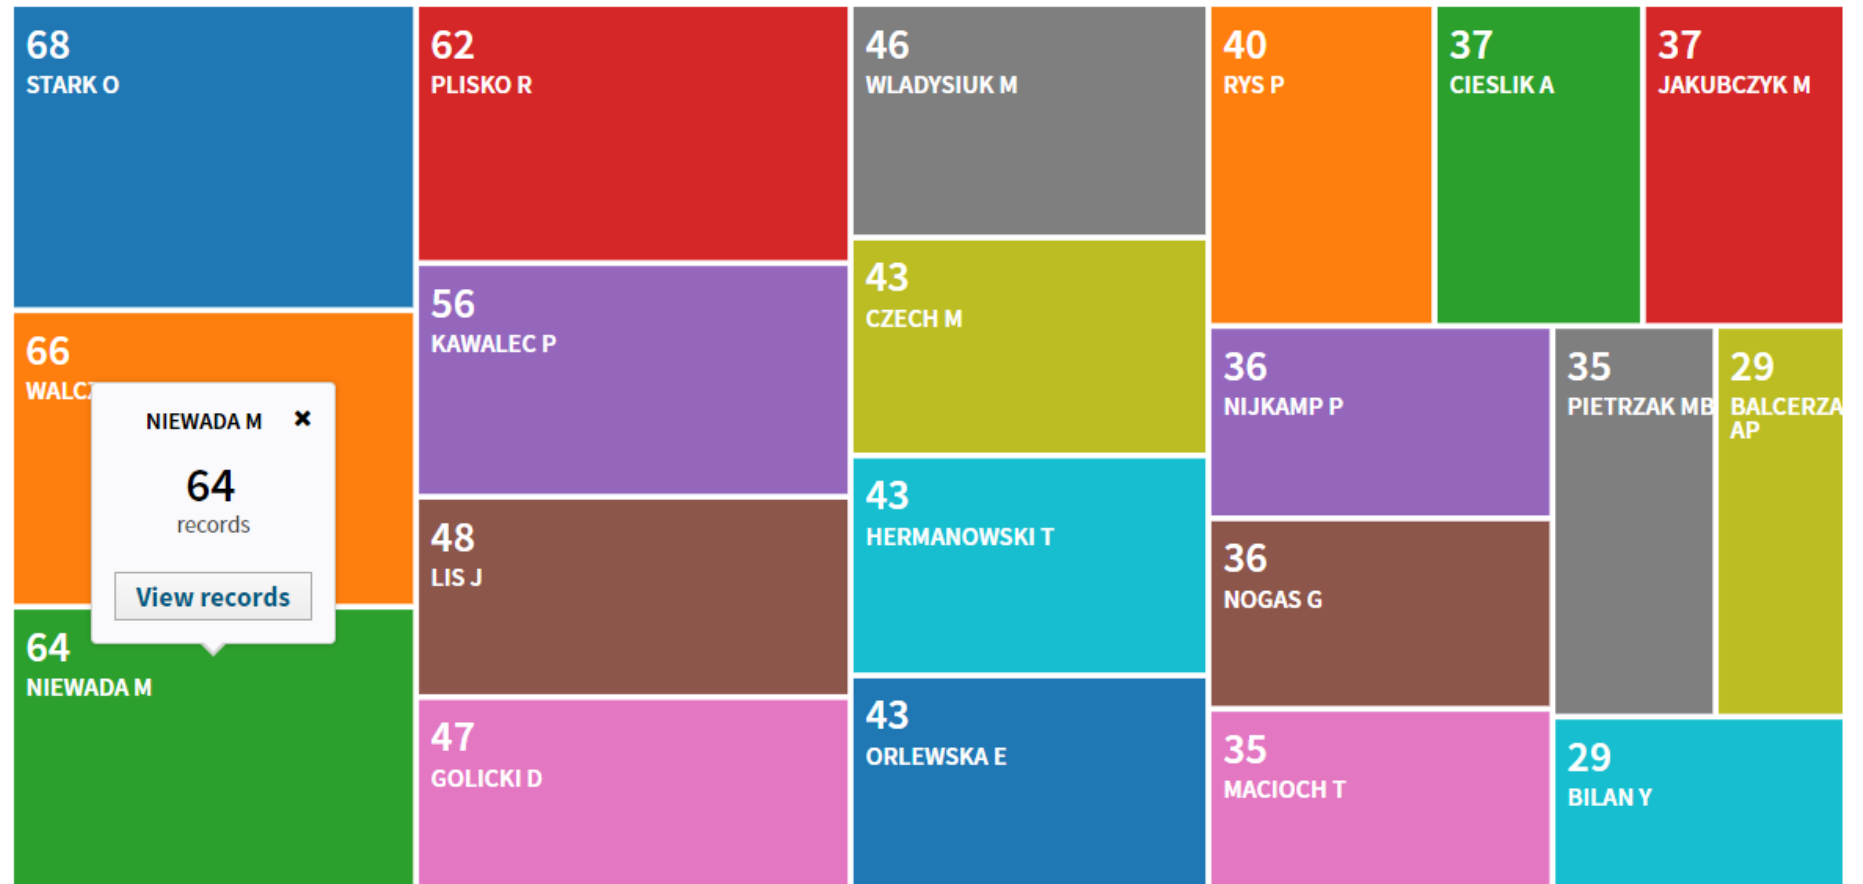 68
STARK O
66
NIEWADA M ✖
64
records
View records
64
NIEWADA M
62
PLISKO R
56
KAWALEC P
48
LIS J
47
GOLICKI D
46
WLADYSIUK M
43
CZECH M
43
HERMANOWSKI T
43
ORLEWSKA E
40
RYS P
37
CIESLIK A
37
JAKUBCZYK M
36
NIJKAMP P
36
NOGAS G
35
MACIOCH T
35
PIETRZAK MB
29
BALCERZA
AP
29
BILAN Y